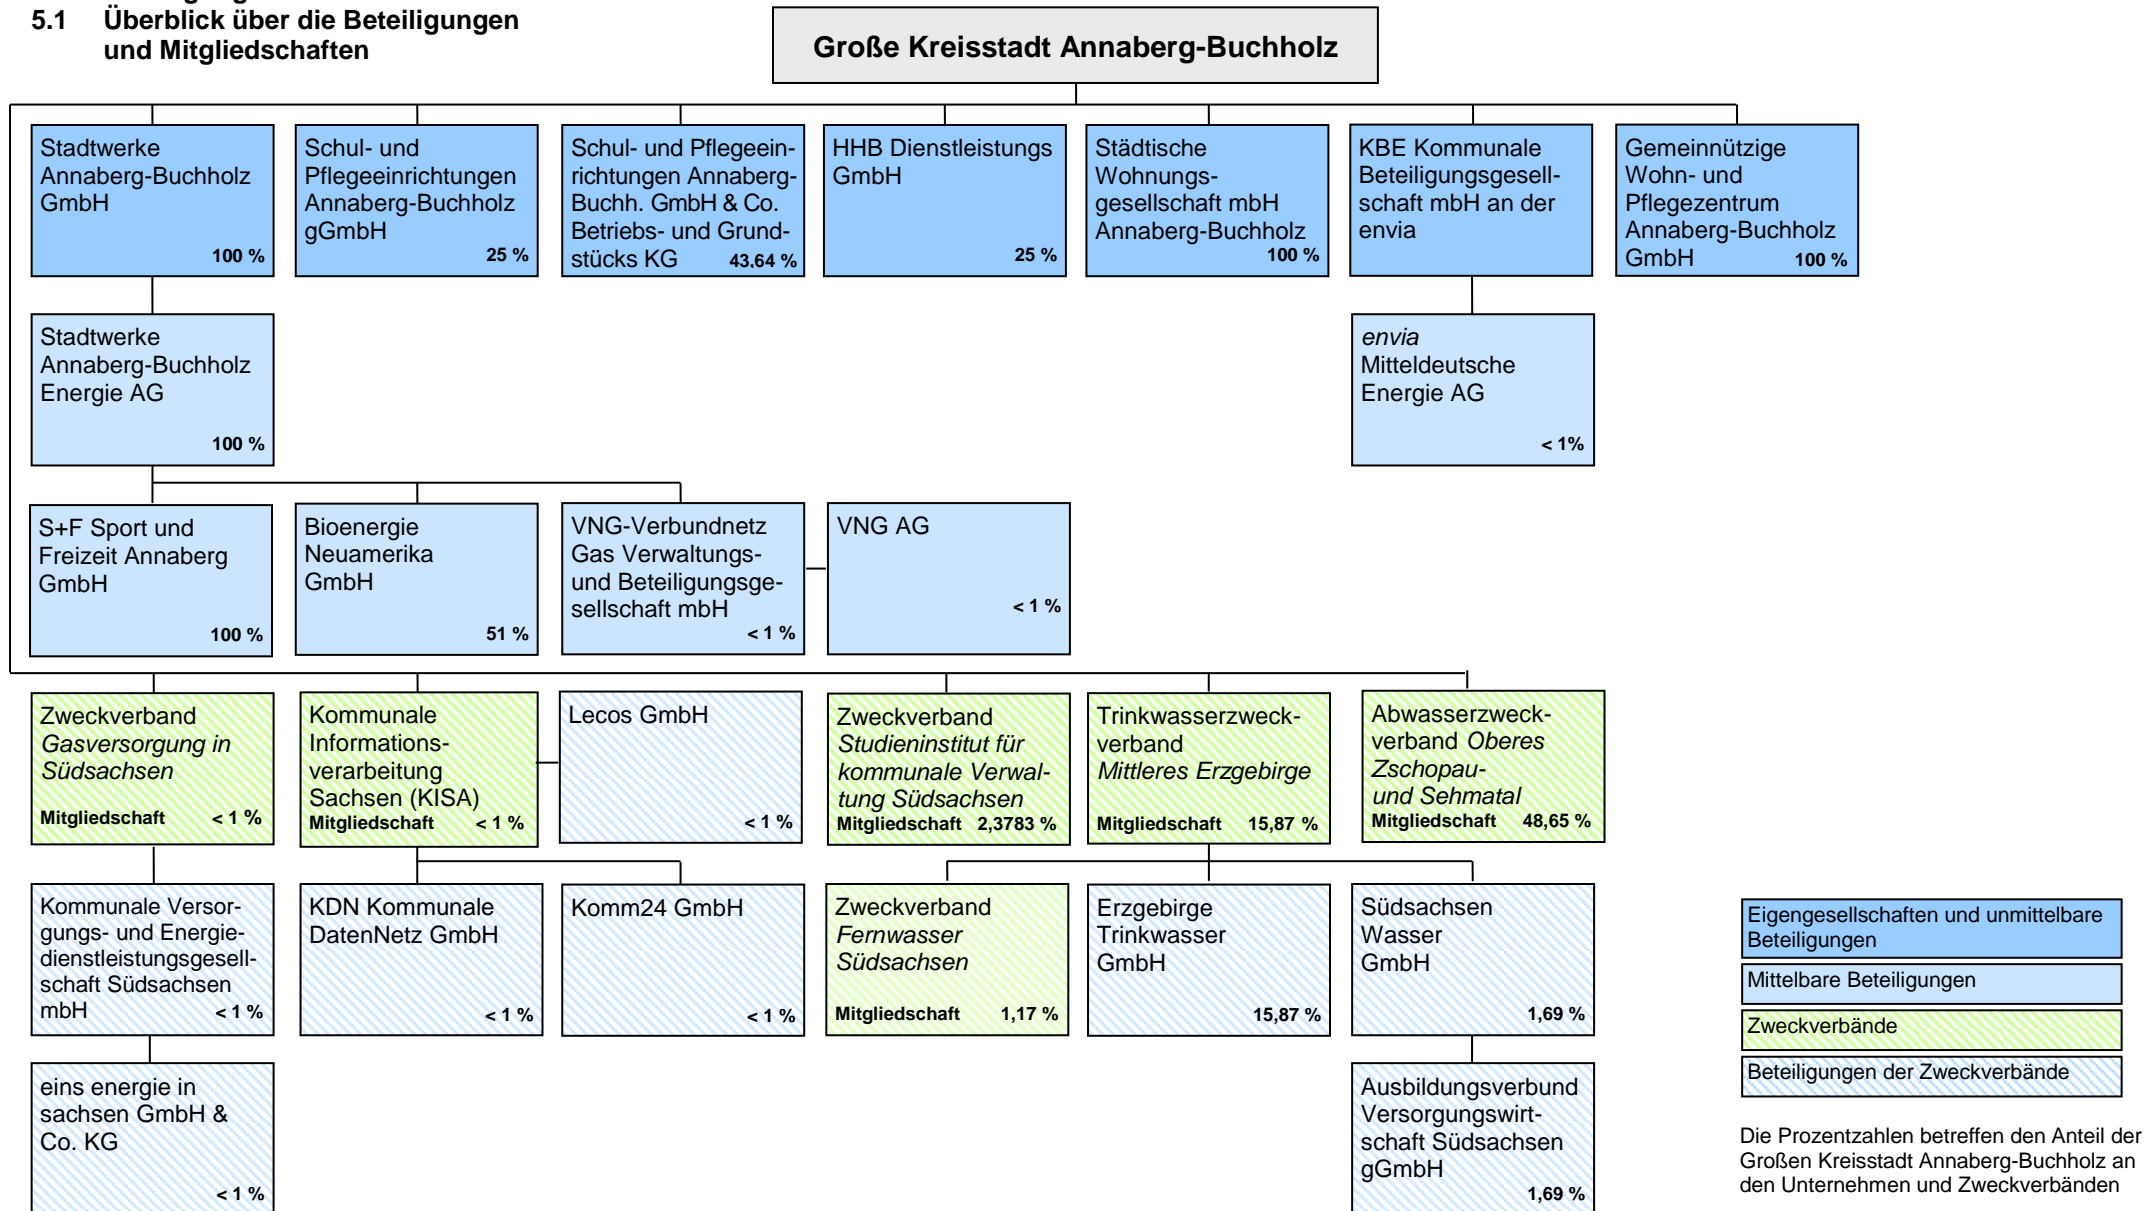 5.1 Überblick über die Beteiligungen
und Mitgliedschaften
Große Kreisstadt Annaberg-Buchholz
Stadtwerke
Annaberg-Buchholz
GmbH
100 %
Schul- und
Pflegeeinrichtungen
Annaberg-Buchholz
gGmbH
25 %
Schul- und Pflegeein-
richtungen Annaberg-
Buchh. GmbH & Co.
Betriebs- und Grund-
stücks KG 43,64 %
HHB Dienstleistungs
GmbH
25 %
Städtische
Wohnungs-
gesellschaft mbH
Annaberg-Buchholz
100 %
KBE Kommunale
Beteiligungsgesell-
schaft mbH an der
envia
Gemeinnützige
Wohn- und
Pflegezentrum
Annaberg-Buchholz
GmbH 100 %
Stadtwerke
Annaberg-Buchholz
Energie AG
100 %
envia
Mitteldeutsche
Energie AG
< 1%
S+F Sport und
Freizeit Annaberg
GmbH
100 %
Bioenergie
Neuamerika
GmbH
51 %
VNG-Verbundnetz
Gas Verwaltungs-
und Beteiligungsge-
sellschaft mbH
< 1 %
VNG AG
< 1 %
Zweckverband
Gasversorgung in
Südsachsen
Mitgliedschaft < 1 %
Kommunale
Informations-
verarbeitung
Sachsen (KISA)
Mitgliedschaft < 1 %
Lecos GmbH
< 1 %
Zweckverband
Studieninstitut für
kommunale Verwal-
tung Südsachsen
Mitgliedschaft 2,3783 %
Trinkwasserzweck-
verband
Mittleres Erzgebirge
Mitgliedschaft 15,87 %
Abwasserzweck-
verband Oberes
Zschopau-
und Sehmatal
Mitgliedschaft 48,65 %
Kommunale Versor-
gungs- und Energie-
dienstleistungsgesell-
schaft Südsachsen
mbH < 1 %
KDN Kommunale
DatenNetz GmbH
< 1 %
Komm24 GmbH
< 1 %
Zweckverband
Fernwasser
Südsachsen
Mitgliedschaft 1,17 %
Erzgebirge
Trinkwasser
GmbH
15,87 %
Südsachsen
Wasser
GmbH
1,69 %
eins energie in
sachsen GmbH &
Co. KG
< 1 %
Ausbildungsverbund
Versorgungswirt-
schaft Südsachsen
gGmbH
1,69 %
Eigengesellschaften und unmittelbare
Beteiligungen
Mittelbare Beteiligungen
Zweckverbände
Beteiligungen der Zweckverbände
Die Prozentzahlen betreffen den Anteil der
Großen Kreisstadt Annaberg-Buchholz an
den Unternehmen und Zweckverbänden